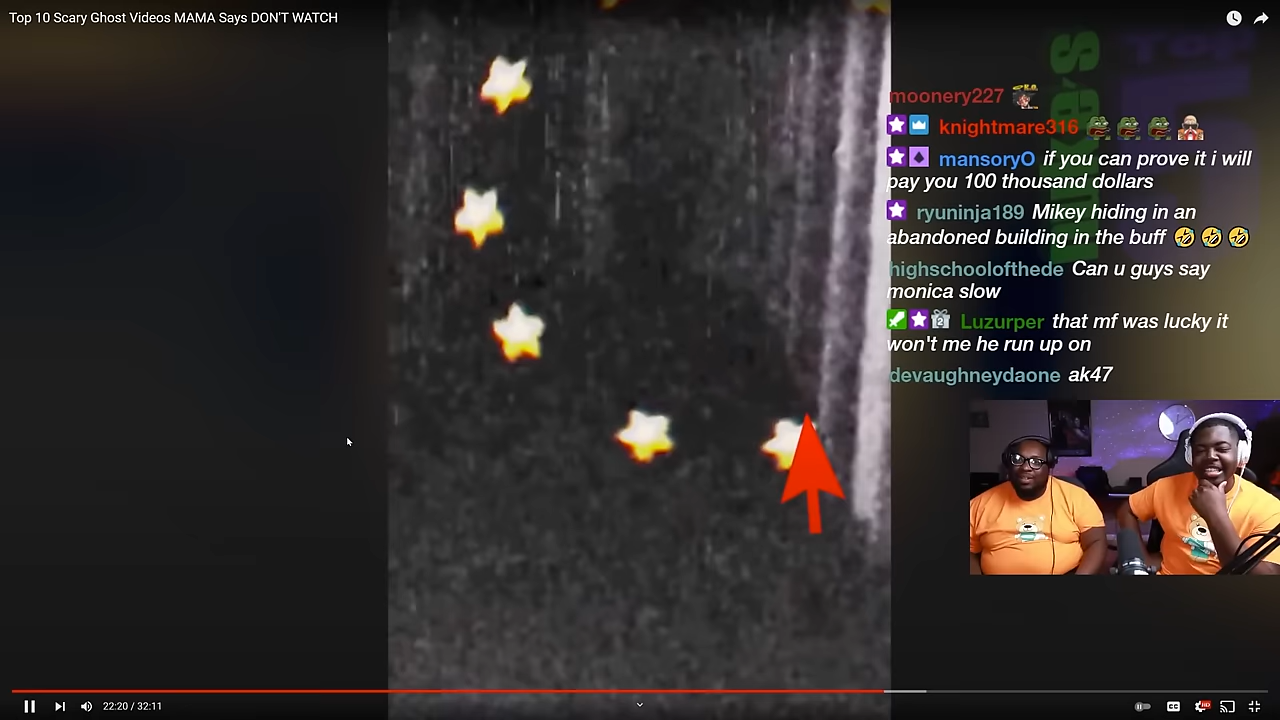 Top 10 Scary Ghost Videos MAMA Says DON'T WATCH
moonery227
knightmare316
mansoryO if you can prove it i will
pay you 100 thousand dollars
ryuninja189 Mikey hiding in an
abandoned building in the buff 🤣 🤣 🤣
highschoolofthede Can u guys say
monica slow
Luzurper that mf was lucky it
won't me he run up on
devaughneydaone ak47
22:20 / 32:11